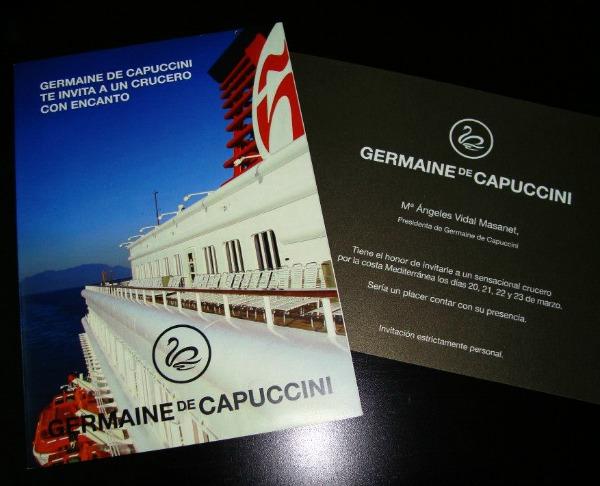 GERMAINE DE CAPUCCINI
TE INVITA A UN CRUCERO
CON ENCANTO
ñ
GERMAINE DE CAPUCCINI
GERMAINE DE CAPUCCINI
Mª Ángeles Vidal Masanet,
Presidenta de Germaine de Capuccini
Tiene el honor de invitarle a un sensacional crucero
por la costa Mediterránea los días 20, 21, 22 y 23 de marzo.
Sería un placer contar con su presencia.
Invitación estrictamente personal.